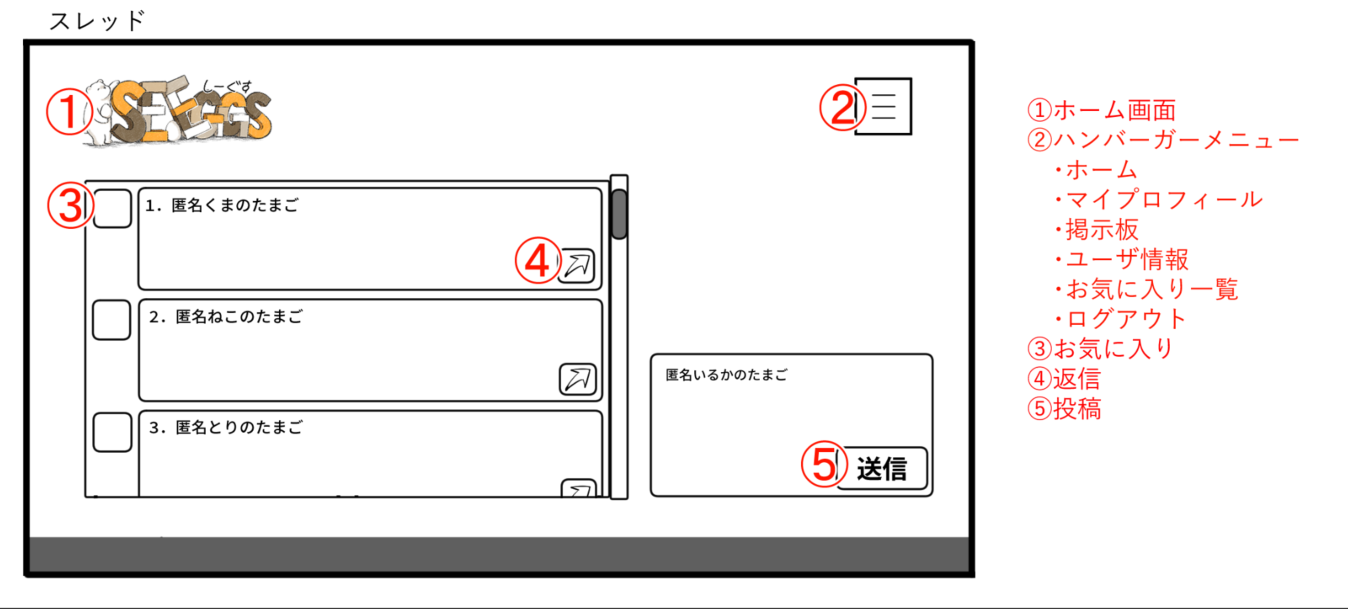 スレッド
しーぐす
SEEGGS
①
②
③
1. 匿名くまのたまご
④
2. 匿名ねこのたまご
3. 匿名とりのたまご
匿名いるかのたまご
⑤
送信
①ホーム画面
②ハンバーガーメニュー
・ホーム
・マイプロフィール
・掲示板
・ユーザ情報
・お気に入り一覧
・ログアウト
③お気に入り
④返信
⑤投稿